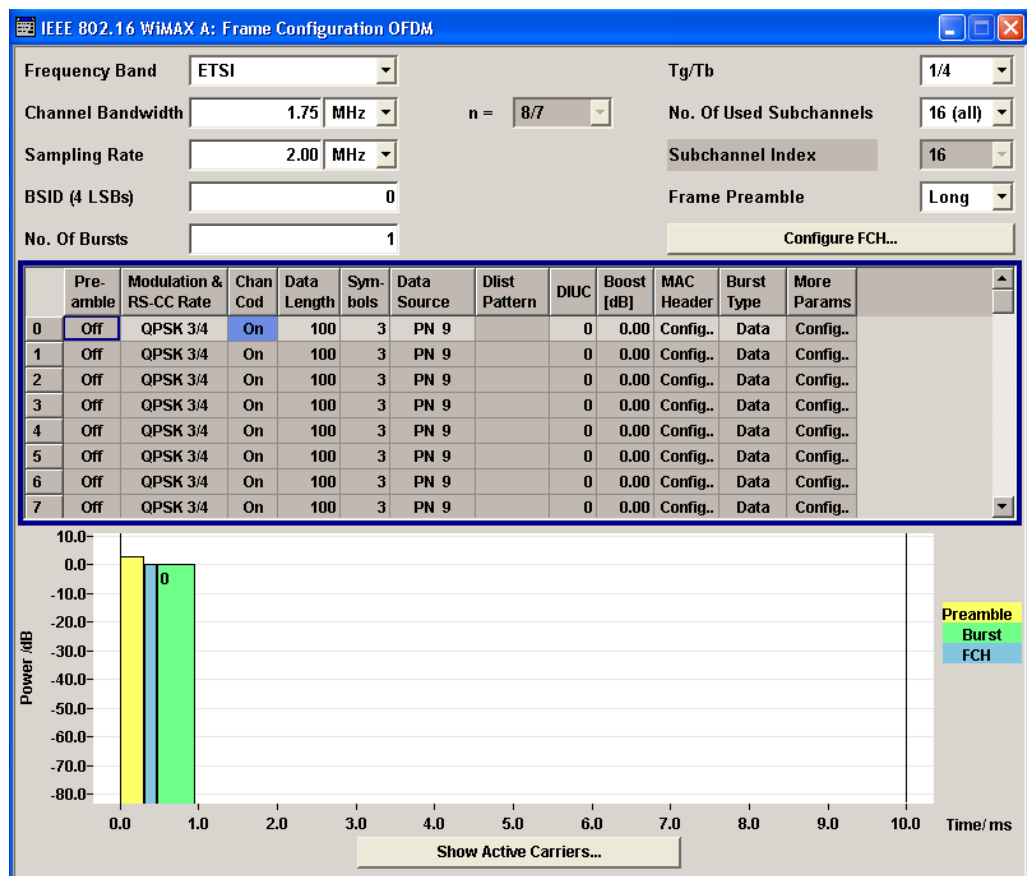 IEEE 802.16 WiMAX A: Frame Configuration OFDM
Frequency Band ETSI Tg/Tb 1/4
Channel Bandwidth 1.75 MHz n = 8/7 No. Of Used Subchannels 16 (all)
Sampling Rate 2.00 MHz Subchannel Index 16
BSID (4 LSBs) 0 Frame Preamble Long
No. Of Bursts 1 Configure FCH...
Pre-amble Modulation & RS-CC Rate Chan Cod Data Length Sym-bols Data Source Dlist Pattern DIUC Boost [dB] MAC Header Burst Type More Params
0 Off QPSK 3/4 On 100 3 PN 9 0 0.00 Config.. Data Config..
1 Off QPSK 3/4 On 100 3 PN 9 0 0.00 Config.. Data Config..
2 Off QPSK 3/4 On 100 3 PN 9 0 0.00 Config.. Data Config..
3 Off QPSK 3/4 On 100 3 PN 9 0 0.00 Config.. Data Config..
4 Off QPSK 3/4 On 100 3 PN 9 0 0.00 Config.. Data Config..
5 Off QPSK 3/4 On 100 3 PN 9 0 0.00 Config.. Data Config..
6 Off QPSK 3/4 On 100 3 PN 9 0 0.00 Config.. Data Config..
7 Off QPSK 3/4 On 100 3 PN 9 0 0.00 Config.. Data Config..
10.0
0.0
0
-10.0
-20.0
-30.0
-40.0
-50.0
-60.0
-70.0
-80.0
Power /dB
Preamble
Burst
FCH
0.0 1.0 2.0 3.0 4.0 5.0 6.0 7.0 8.0 9.0 10.0 Time/ ms
Show Active Carriers...